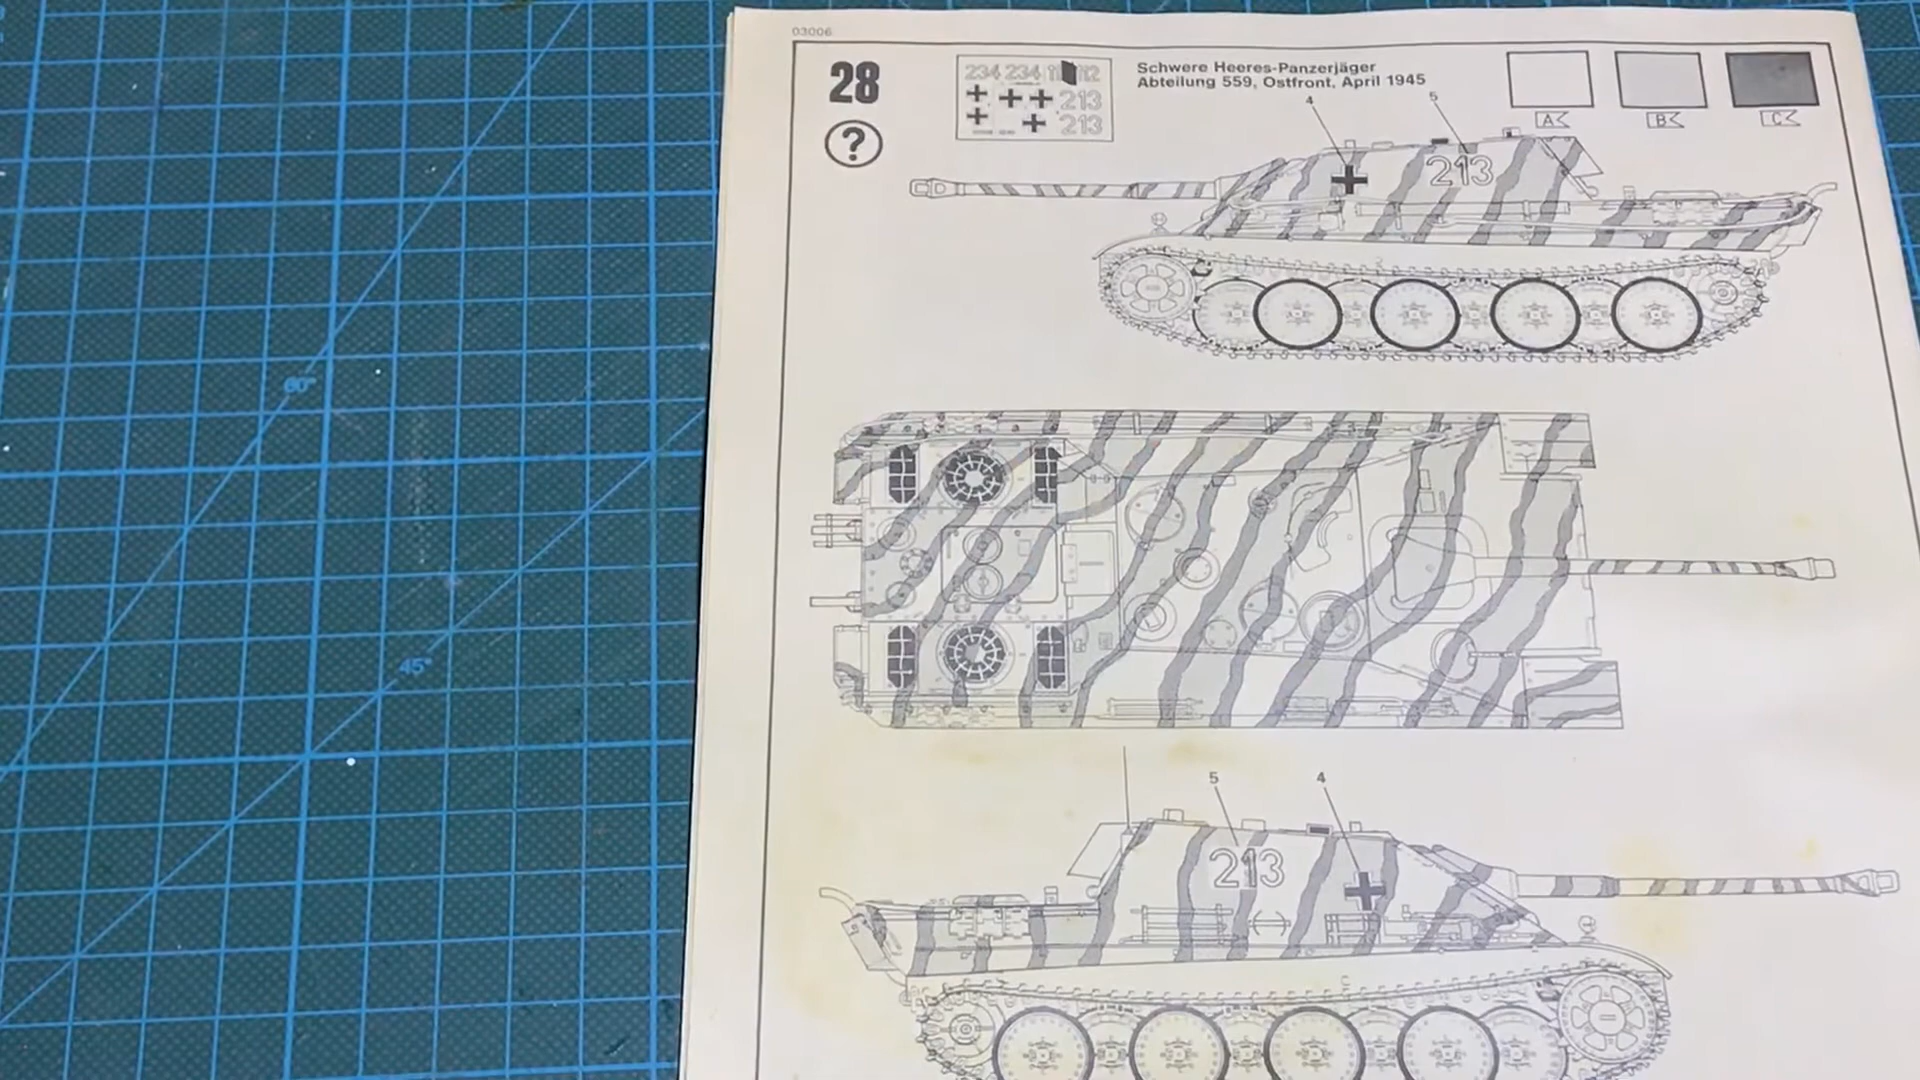 03006
28
?
234 234 112
213
213
Schwere Heeres-Panzerjäger
Abteilung 559, Ostfront, April 1945
A B C
4 5
213
5 4
213
60°
45°